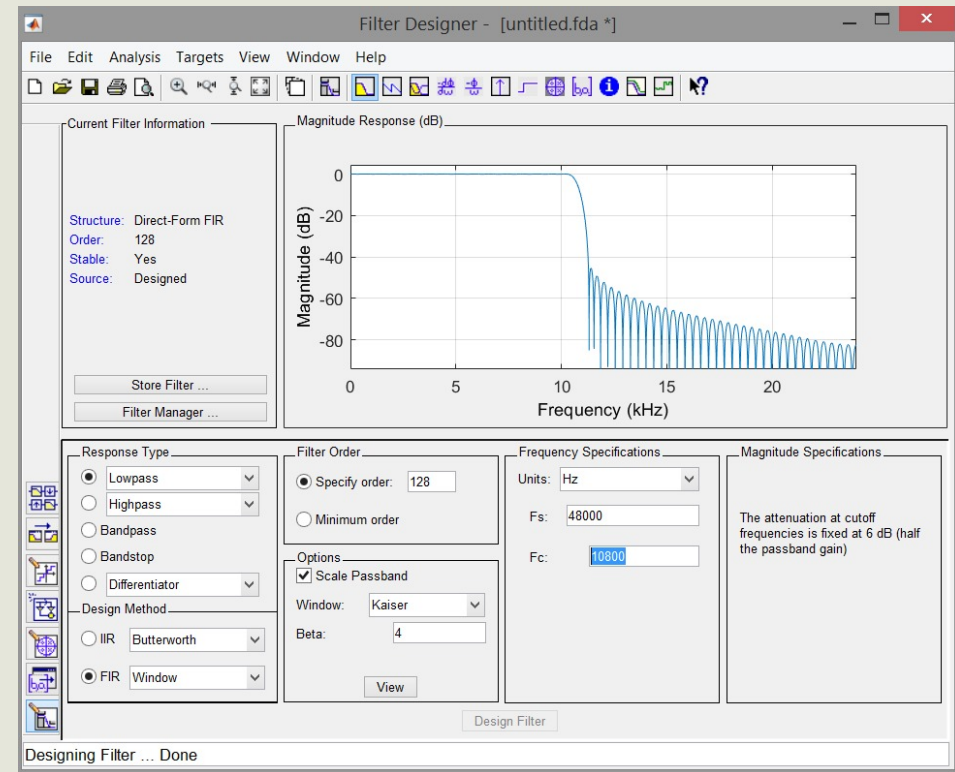 Filter Designer - [untitled.fda *]
File Edit Analysis Targets View Window Help
Current Filter Information
Structure: Direct-Form FIR
Order: 128
Stable: Yes
Source: Designed
Store Filter ...
Filter Manager ...
Magnitude Response (dB)
Magnitude (dB)
0
-20
-40
-60
-80
0 5 10 15 20
Frequency (kHz)
Response Type
Lowpass
Highpass
Bandpass
Bandstop
Differentiator
Design Method
IIR Butterworth
FIR Window
Filter Order
Specify order: 128
Minimum order
Options
Scale Passband
Window: Kaiser
Beta: 4
View
Frequency Specifications
Units: Hz
Fs: 48000
Fc: 10800
Magnitude Specifications
The attenuation at cutoff
frequencies is fixed at 6 dB (half
the passband gain)
Design Filter
Designing Filter ... Done